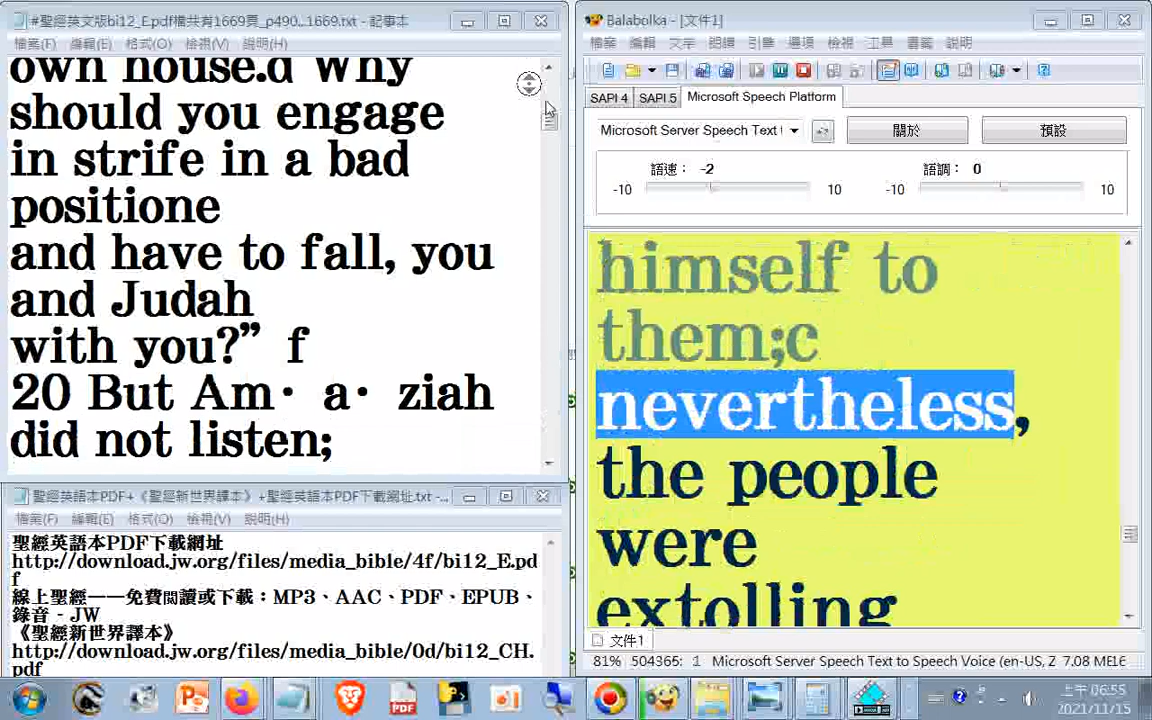 #聖經英文版bi12_E.pdf檔共有1669頁_p490...1669.txt - 記事本
檔案(F) 編輯(E) 格式(O) 檢視(V) 說明(H)
own house.d Why
should you engage
in strife in a bad
positione
and have to fall, you
and Judah
with you?” f
20 But Am· a· ziah
did not listen;
聖經英語本PDF+《聖經新世界譯本》+聖經英語本PDF下載網址.txt - ...
檔案(F) 編輯(E) 格式(O) 檢視(V) 說明(H)
聖經英語本PDF下載網址
http://download.jw.org/files/media_bible/4f/bi12_E.pd
f
線上聖經——免費閱讀或下載：MP3、AAC、PDF、EPUB、
錄音 - JW
《聖經新世界譯本》
http://download.jw.org/files/media_bible/0d/bi12_CH.
pdf
Balabolka - [文件1]
檔案 編輯 文字 朗讀 引擎 選項 檢視 工具 書籤 說明
SAPI 4 SAPI 5 Microsoft Speech Platform
Microsoft Server Speech Text 關於 預設
語速： -2 語調： 0
-10 10 -10 10
himself to
them;c
nevertheless,
the people
were
extolling
文件1
81% 504365: 1 Microsoft Server Speech Text to Speech Voice (en-US, Z 7.08 ME16
上午 06:55
2021/11/15